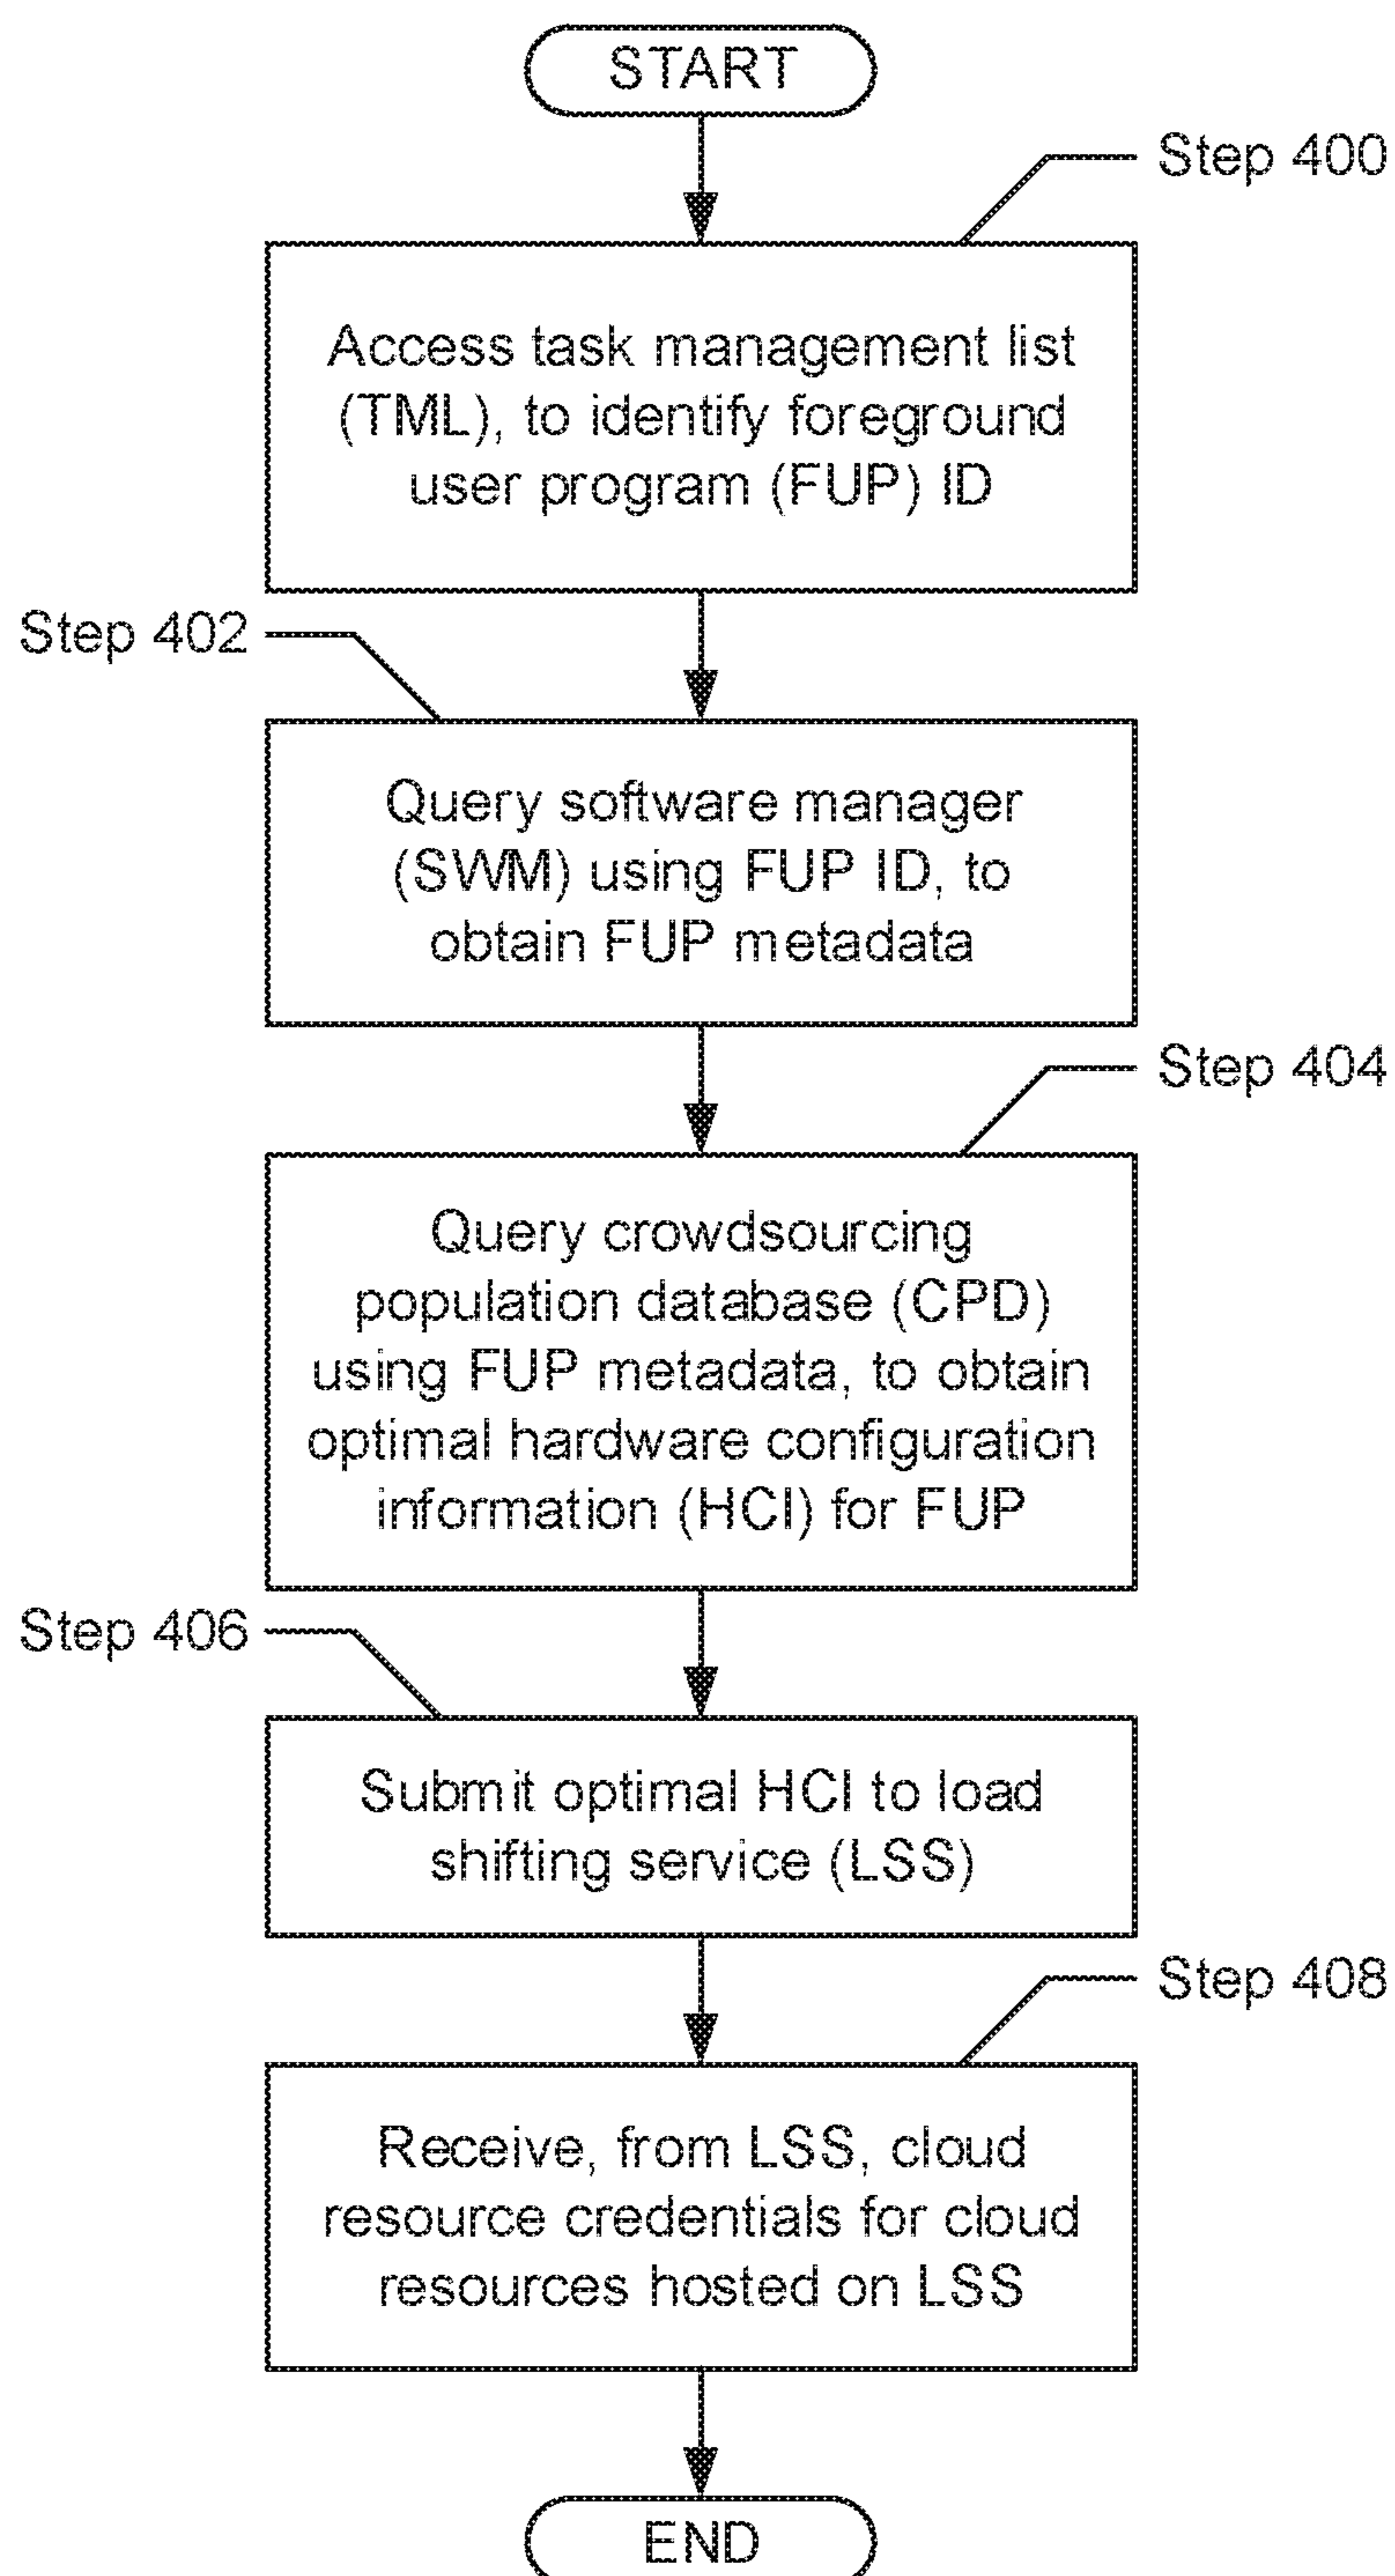 START
Step 400
Access task management list
(TML), to identify foreground
user program (FUP) ID
Step 402
Query software manager
(SWM) using FUP ID, to
obtain FUP metadata
Step 404
Query crowdsourcing
population database (CPD)
using FUP metadata, to obtain
optimal hardware configuration
information (HCI) for FUP
Step 406
Submit optimal HCI to load
shifting service (LSS)
Step 408
Receive, from LSS, cloud
resource credentials for cloud
resources hosted on LSS
END